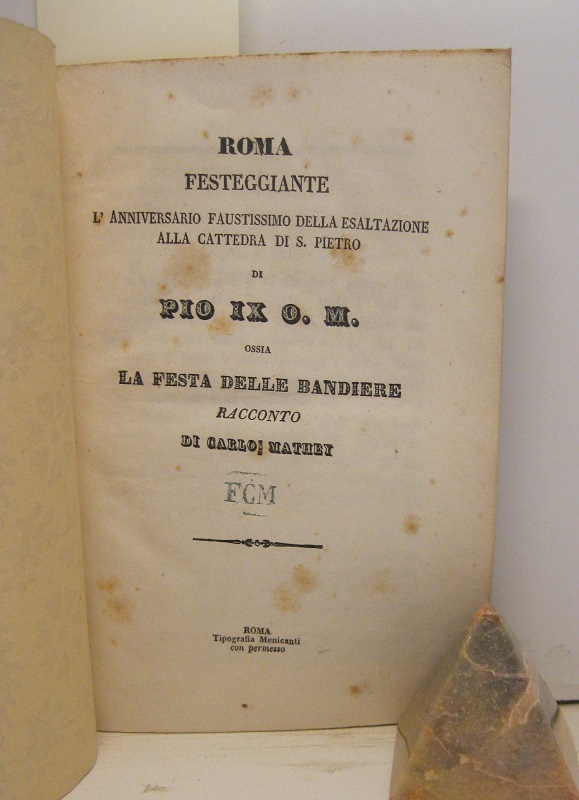 ROMA
FESTEGGIANTE
L' ANNIVERSARIO FAUSTISSIMO DELLA ESALTAZIONE
ALLA CATTEDRA DI S. PIETRO
DI
PIO IX O. M.
OSSIA
LA FESTA DELLE BANDIERE
RACCONTO
DI CARLO MATHEY
FCM
ROMA
Tipografia Menicanti
con permesso